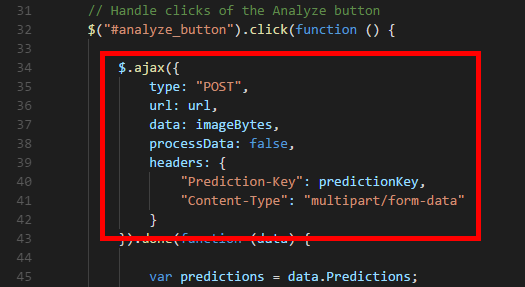 31 // Handle clicks of the Analyze button
32 $("#analyze_button").click(function () {
33
34 $.ajax({
35 type: "POST",
36 url: url,
37 data: imageBytes,
38 processData: false,
39 headers: {
40 "Prediction-Key": predictionKey,
41 "Content-Type": "multipart/form-data"
42 }
43 }).done(function (data) {
44
45 var predictions = data.Predictions;